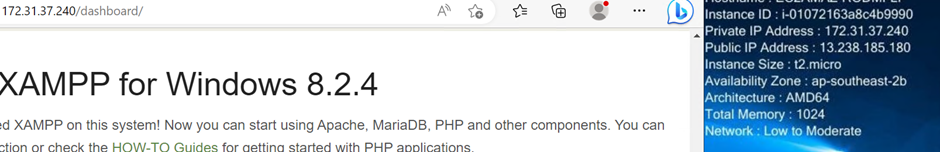 172.31.37.240/dashboard/
Instance ID : i-01072163a8c4b9990
Private IP Address : 172.31.37.240
Public IP Address : 13.238.185.180
Instance Size : t2.micro
Availability Zone : ap-southeast-2b
Architecture : AMD64
Total Memory : 1024
Network : Low to Moderate
XAMPP for Windows 8.2.4
ed XAMPP on this system! Now you can start using Apache, MariaDB, PHP and other components. You can
ction or check the HOW-TO Guides for getting started with PHP applications.